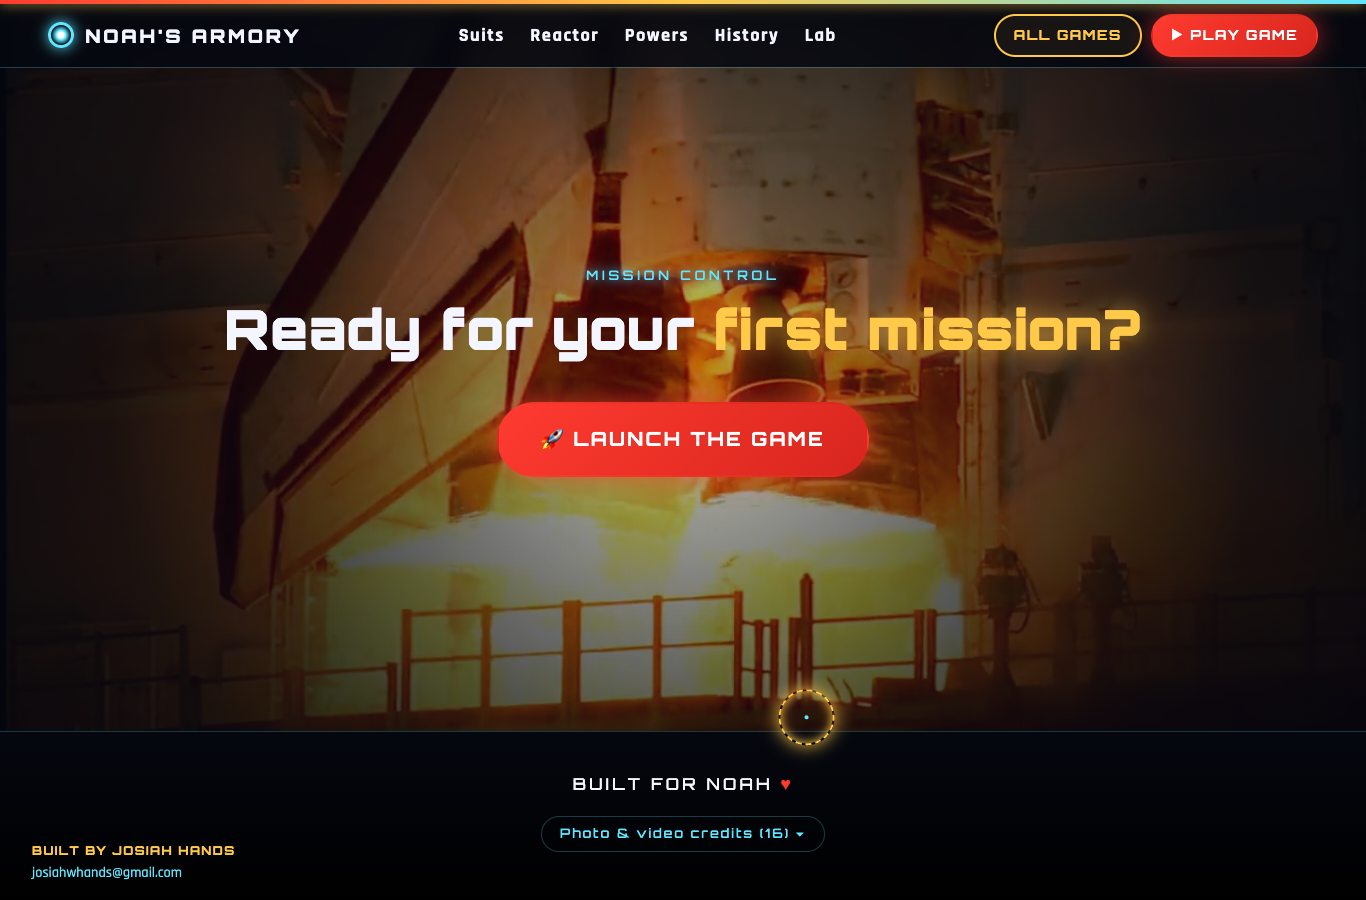 NOAH'S ARMORY
Suits Reactor Powers History Lab
ALL GAMES
▶ PLAY GAME
MISSION CONTROL
Ready for your first mission?
🚀 LAUNCH THE GAME
BUILT FOR NOAH ♥
Photo & video credits (16) ▾
BUILT BY JOSIAH HANDS
josiahwhands@gmail.com